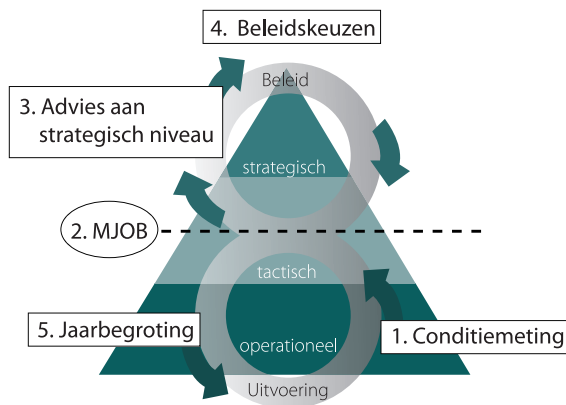 4. Beleidskeuzen
Beleid
3. Advies aan
strategisch niveau
strategisch
2. MJOB
tactisch
5. Jaarbegroting
1. Conditiemeting
operationeel
Uitvoering